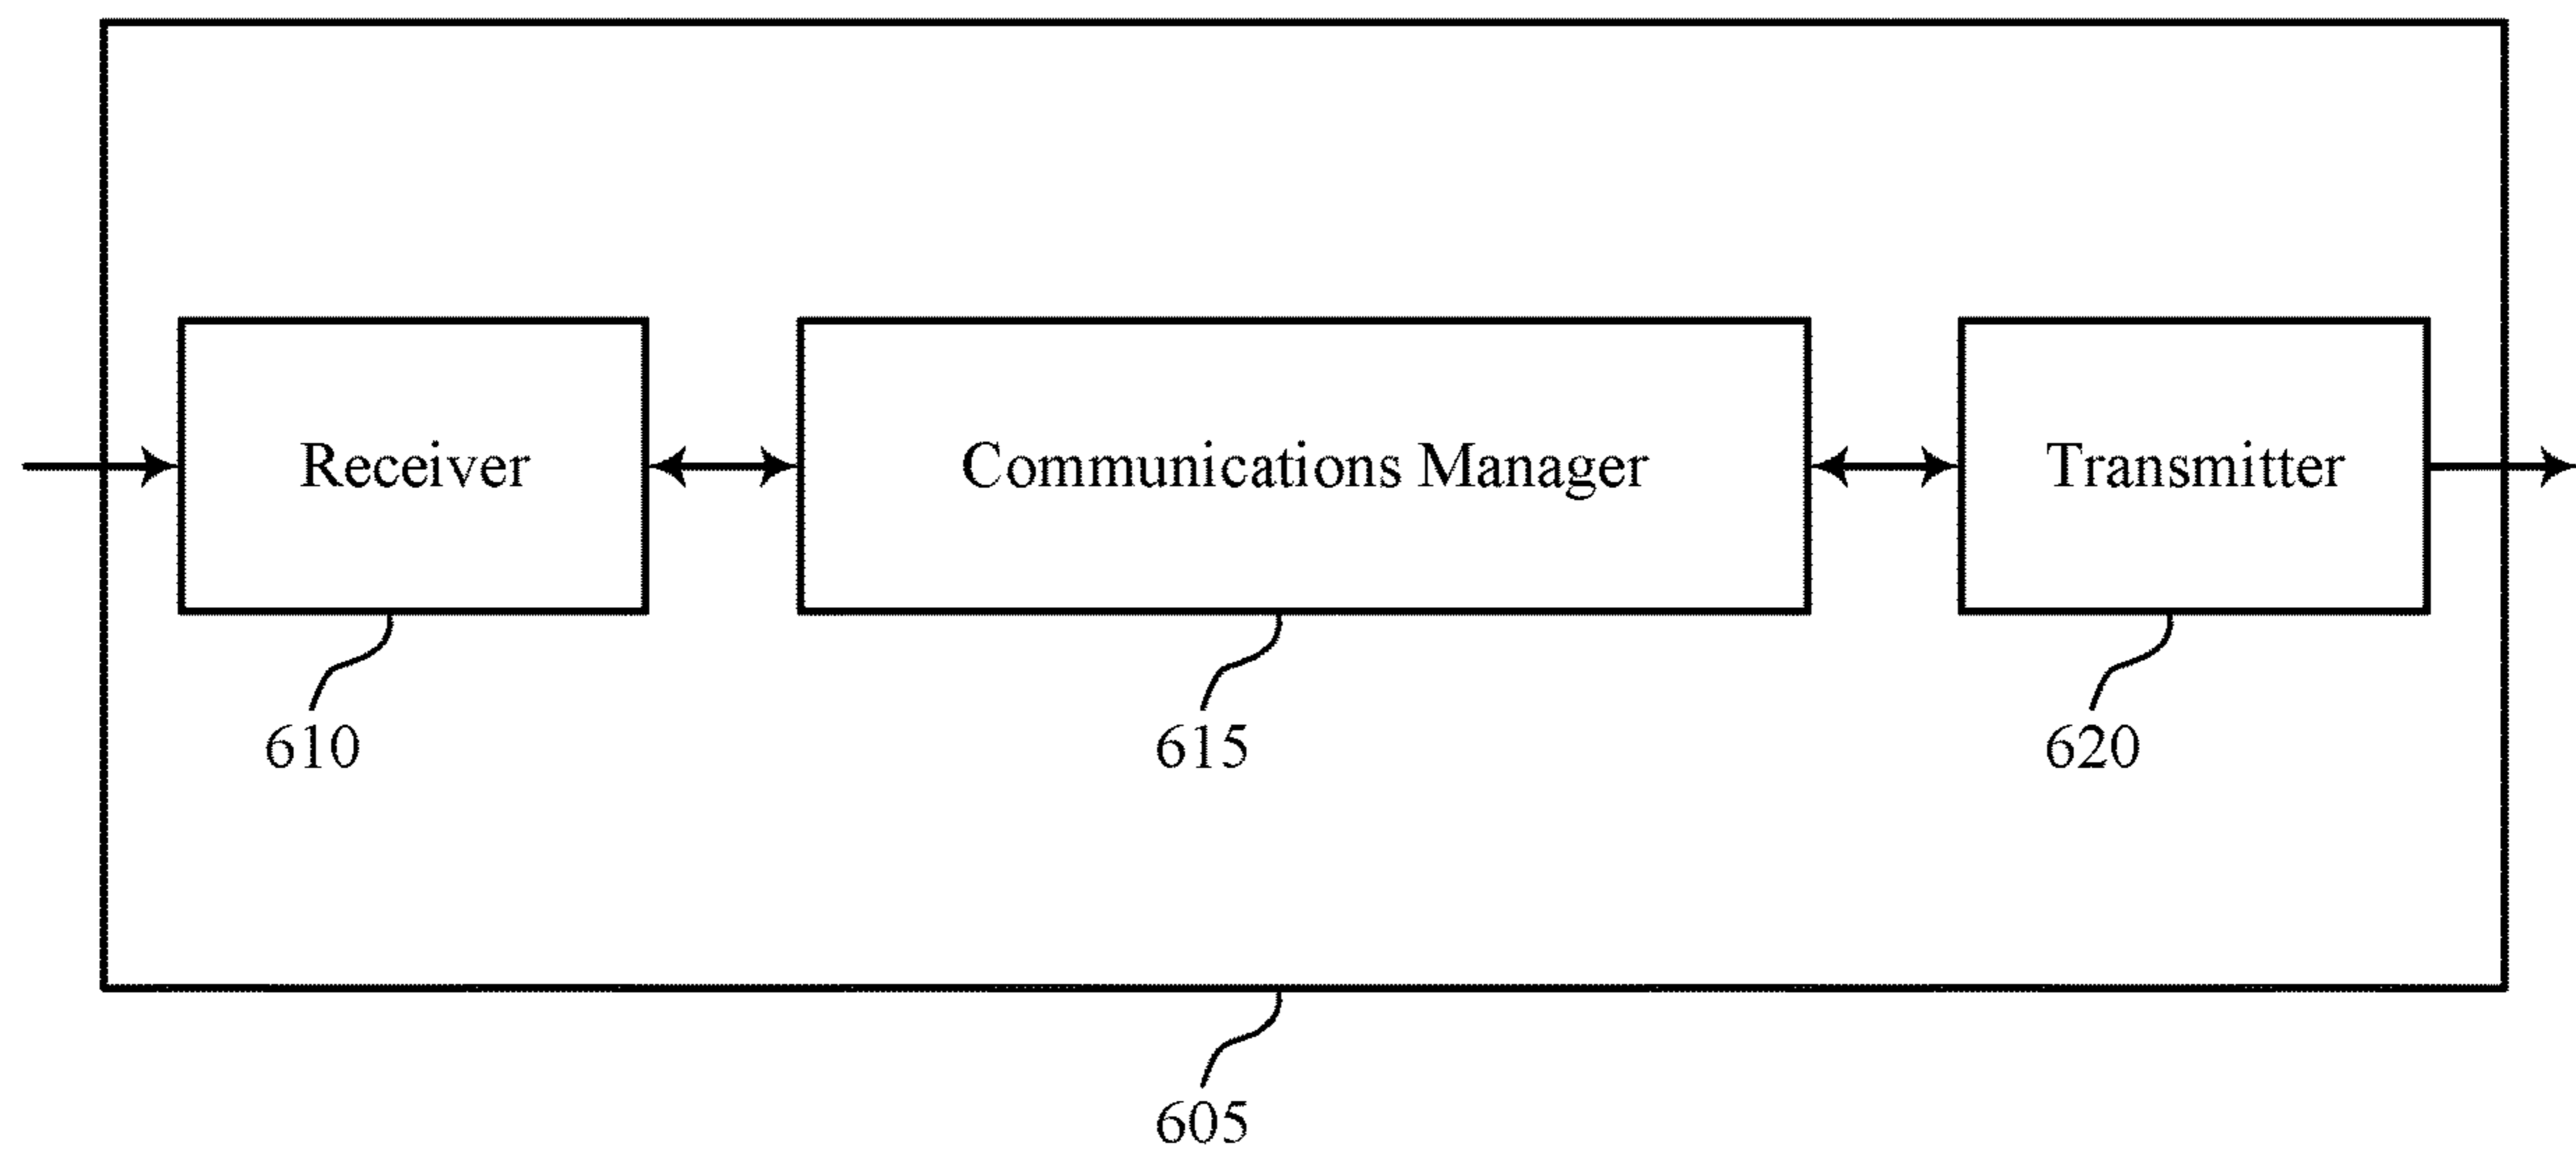 Receiver
Communications Manager
Transmitter
610
615
620
605